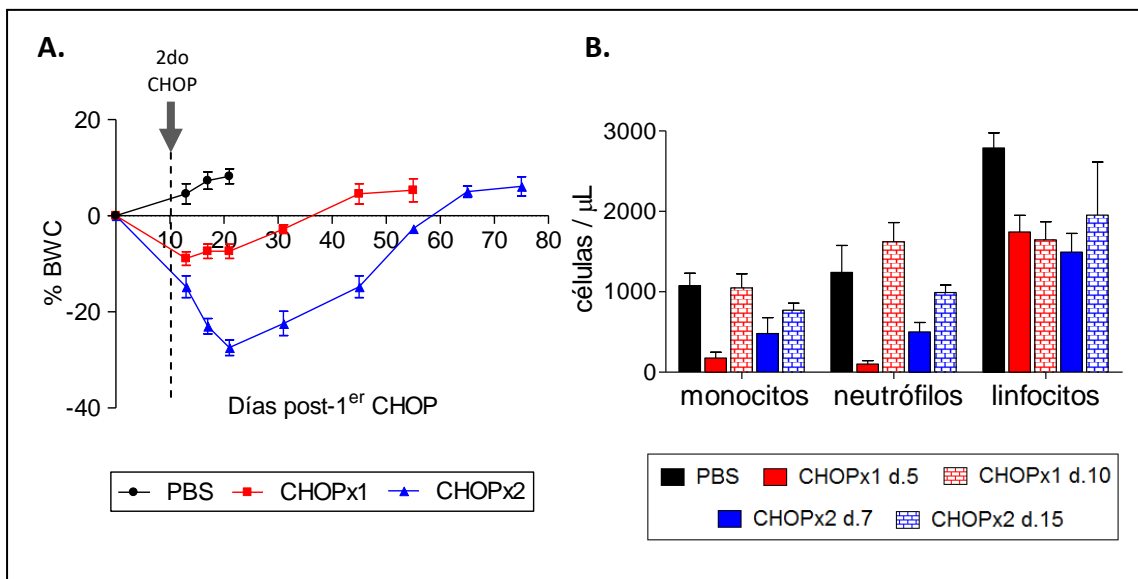 A.
2do
CHOP
20
0
-20
-40
% BWC
10 20 30 40 50 60 70 80
Días post-1er CHOP
PBS CHOPx1 CHOPx2
B.
3000
2000
1000
0
células / µL
monocitos neutrófilos linfocitos
PBS CHOPx1 d.5 CHOPx1 d.10
CHOPx2 d.7 CHOPx2 d.15